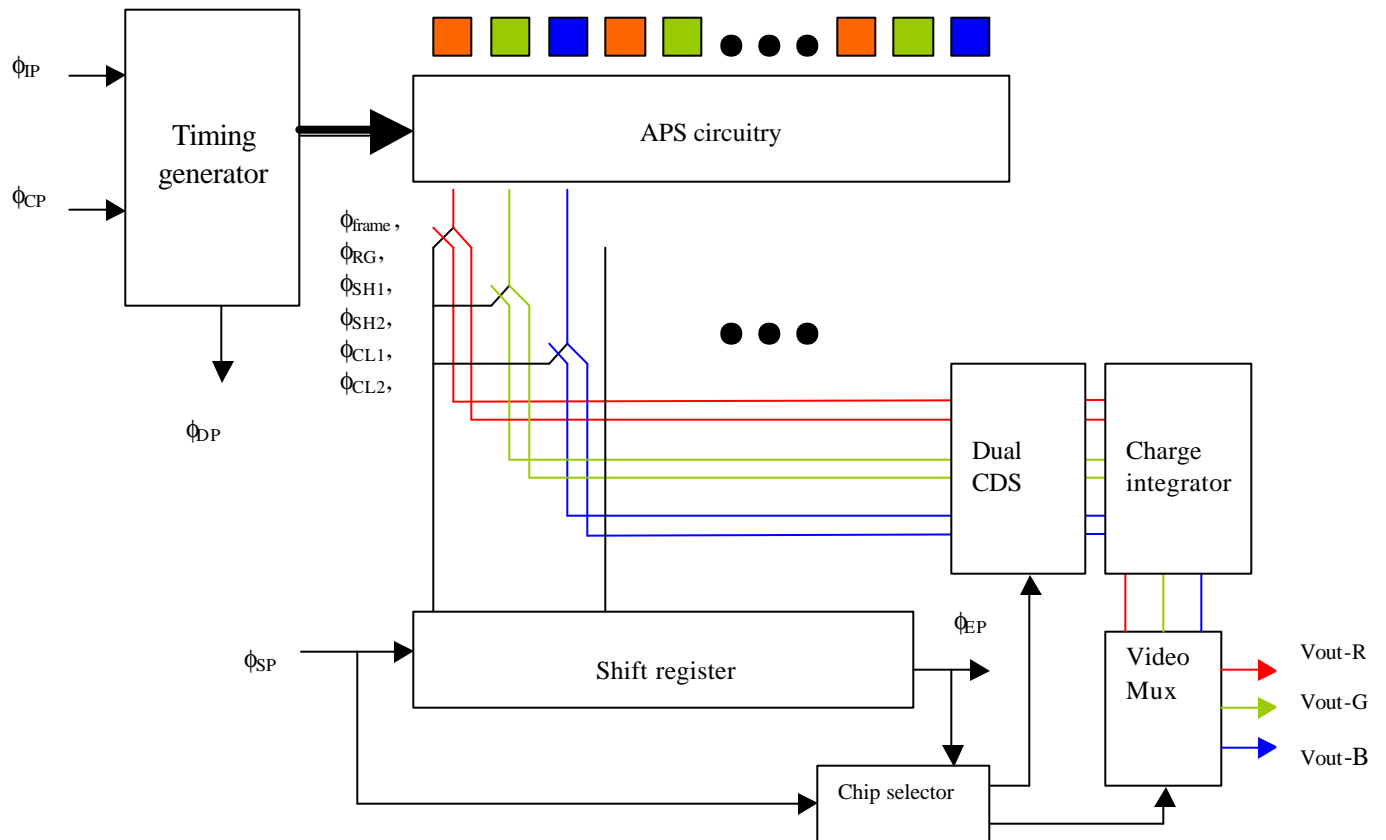 ϕIP
Timing
generator
ϕCP
APS circuitry
ϕframe,
ϕRG,
ϕSH1,
ϕSH2,
ϕCL1,
ϕCL2,
ϕDP
Dual
CDS
Charge
integrator
ϕSP
Shift register
ϕEP
Video
Mux
Vout-R
Vout-G
Vout-B
Chip selector